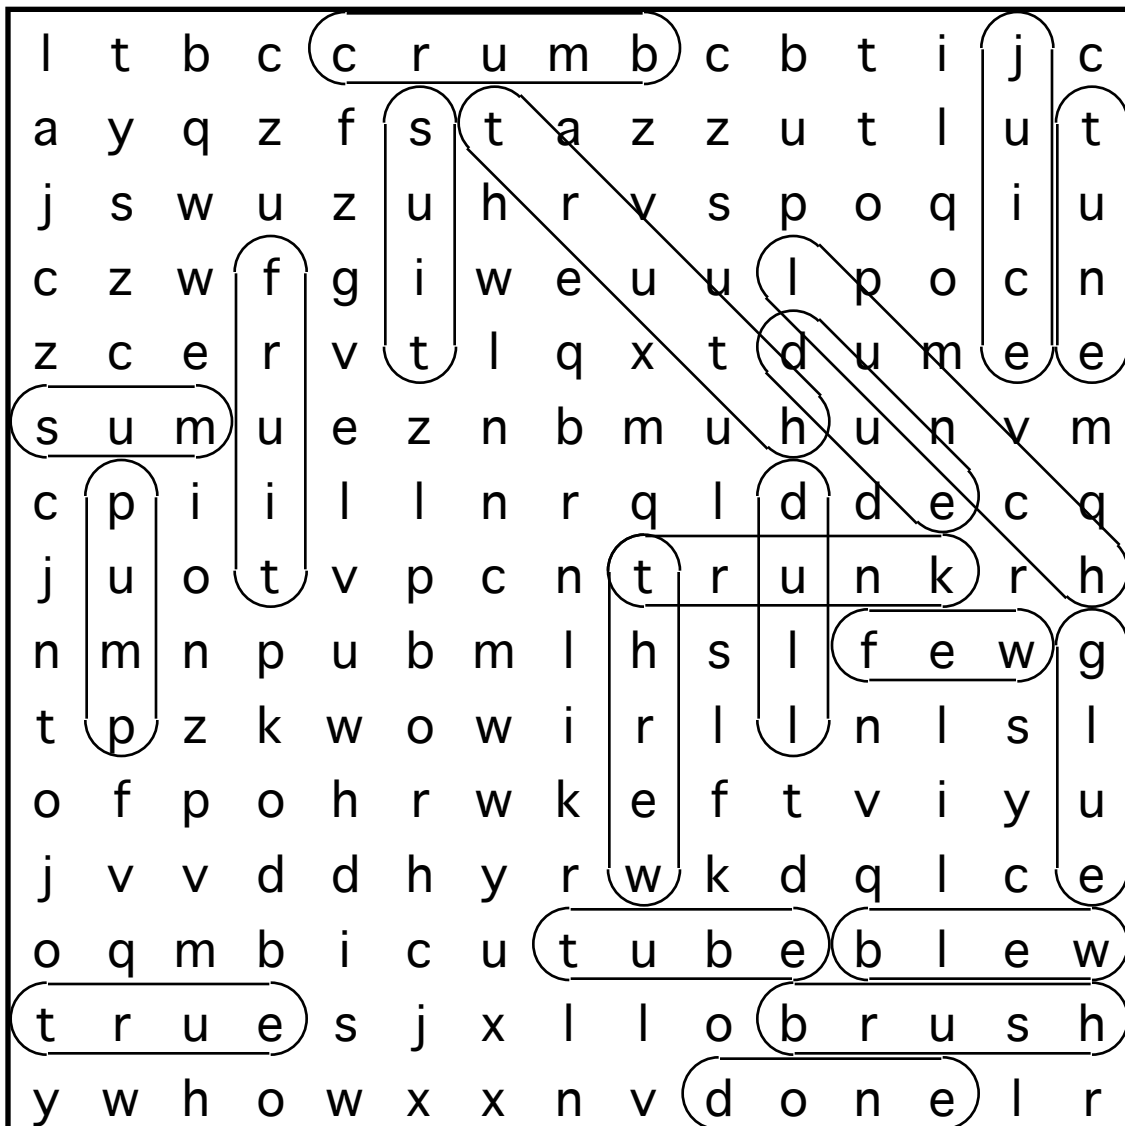 l t b c c r u m b c b t i j c
a y q z f s t a z z u t l u t
j s w u z u h r v s p o q i u
c z w f g i w e u u l p o c n
z c e r v t l q x t d u m e e
s u m u e z n b m u h u n v m
c p i i l l n r q l d d e c q
j u o t v p c n t r u n k r h
n m n p u b m l h s l f e w g
t p z k w o w i r l l n l s l
o f p o h r w k e f t v i y u
j v v d d h y r w k d q l c e
o q m b i c u t u b e b l e w
t r u e s j x l l o b r u s h
y w h o w x x n v d o n e l r